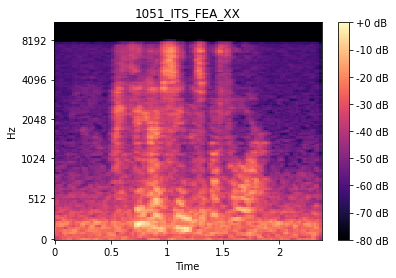 1051_ITS_FEA_XX
+0 dB
8192
-10 dB
4096
-20 dB
-30 dB
2048
Hz
-40 dB
1024
-50 dB
-60 dB
512
-70 dB
0
-80 dB
0 0.5 1 1.5 2
Time